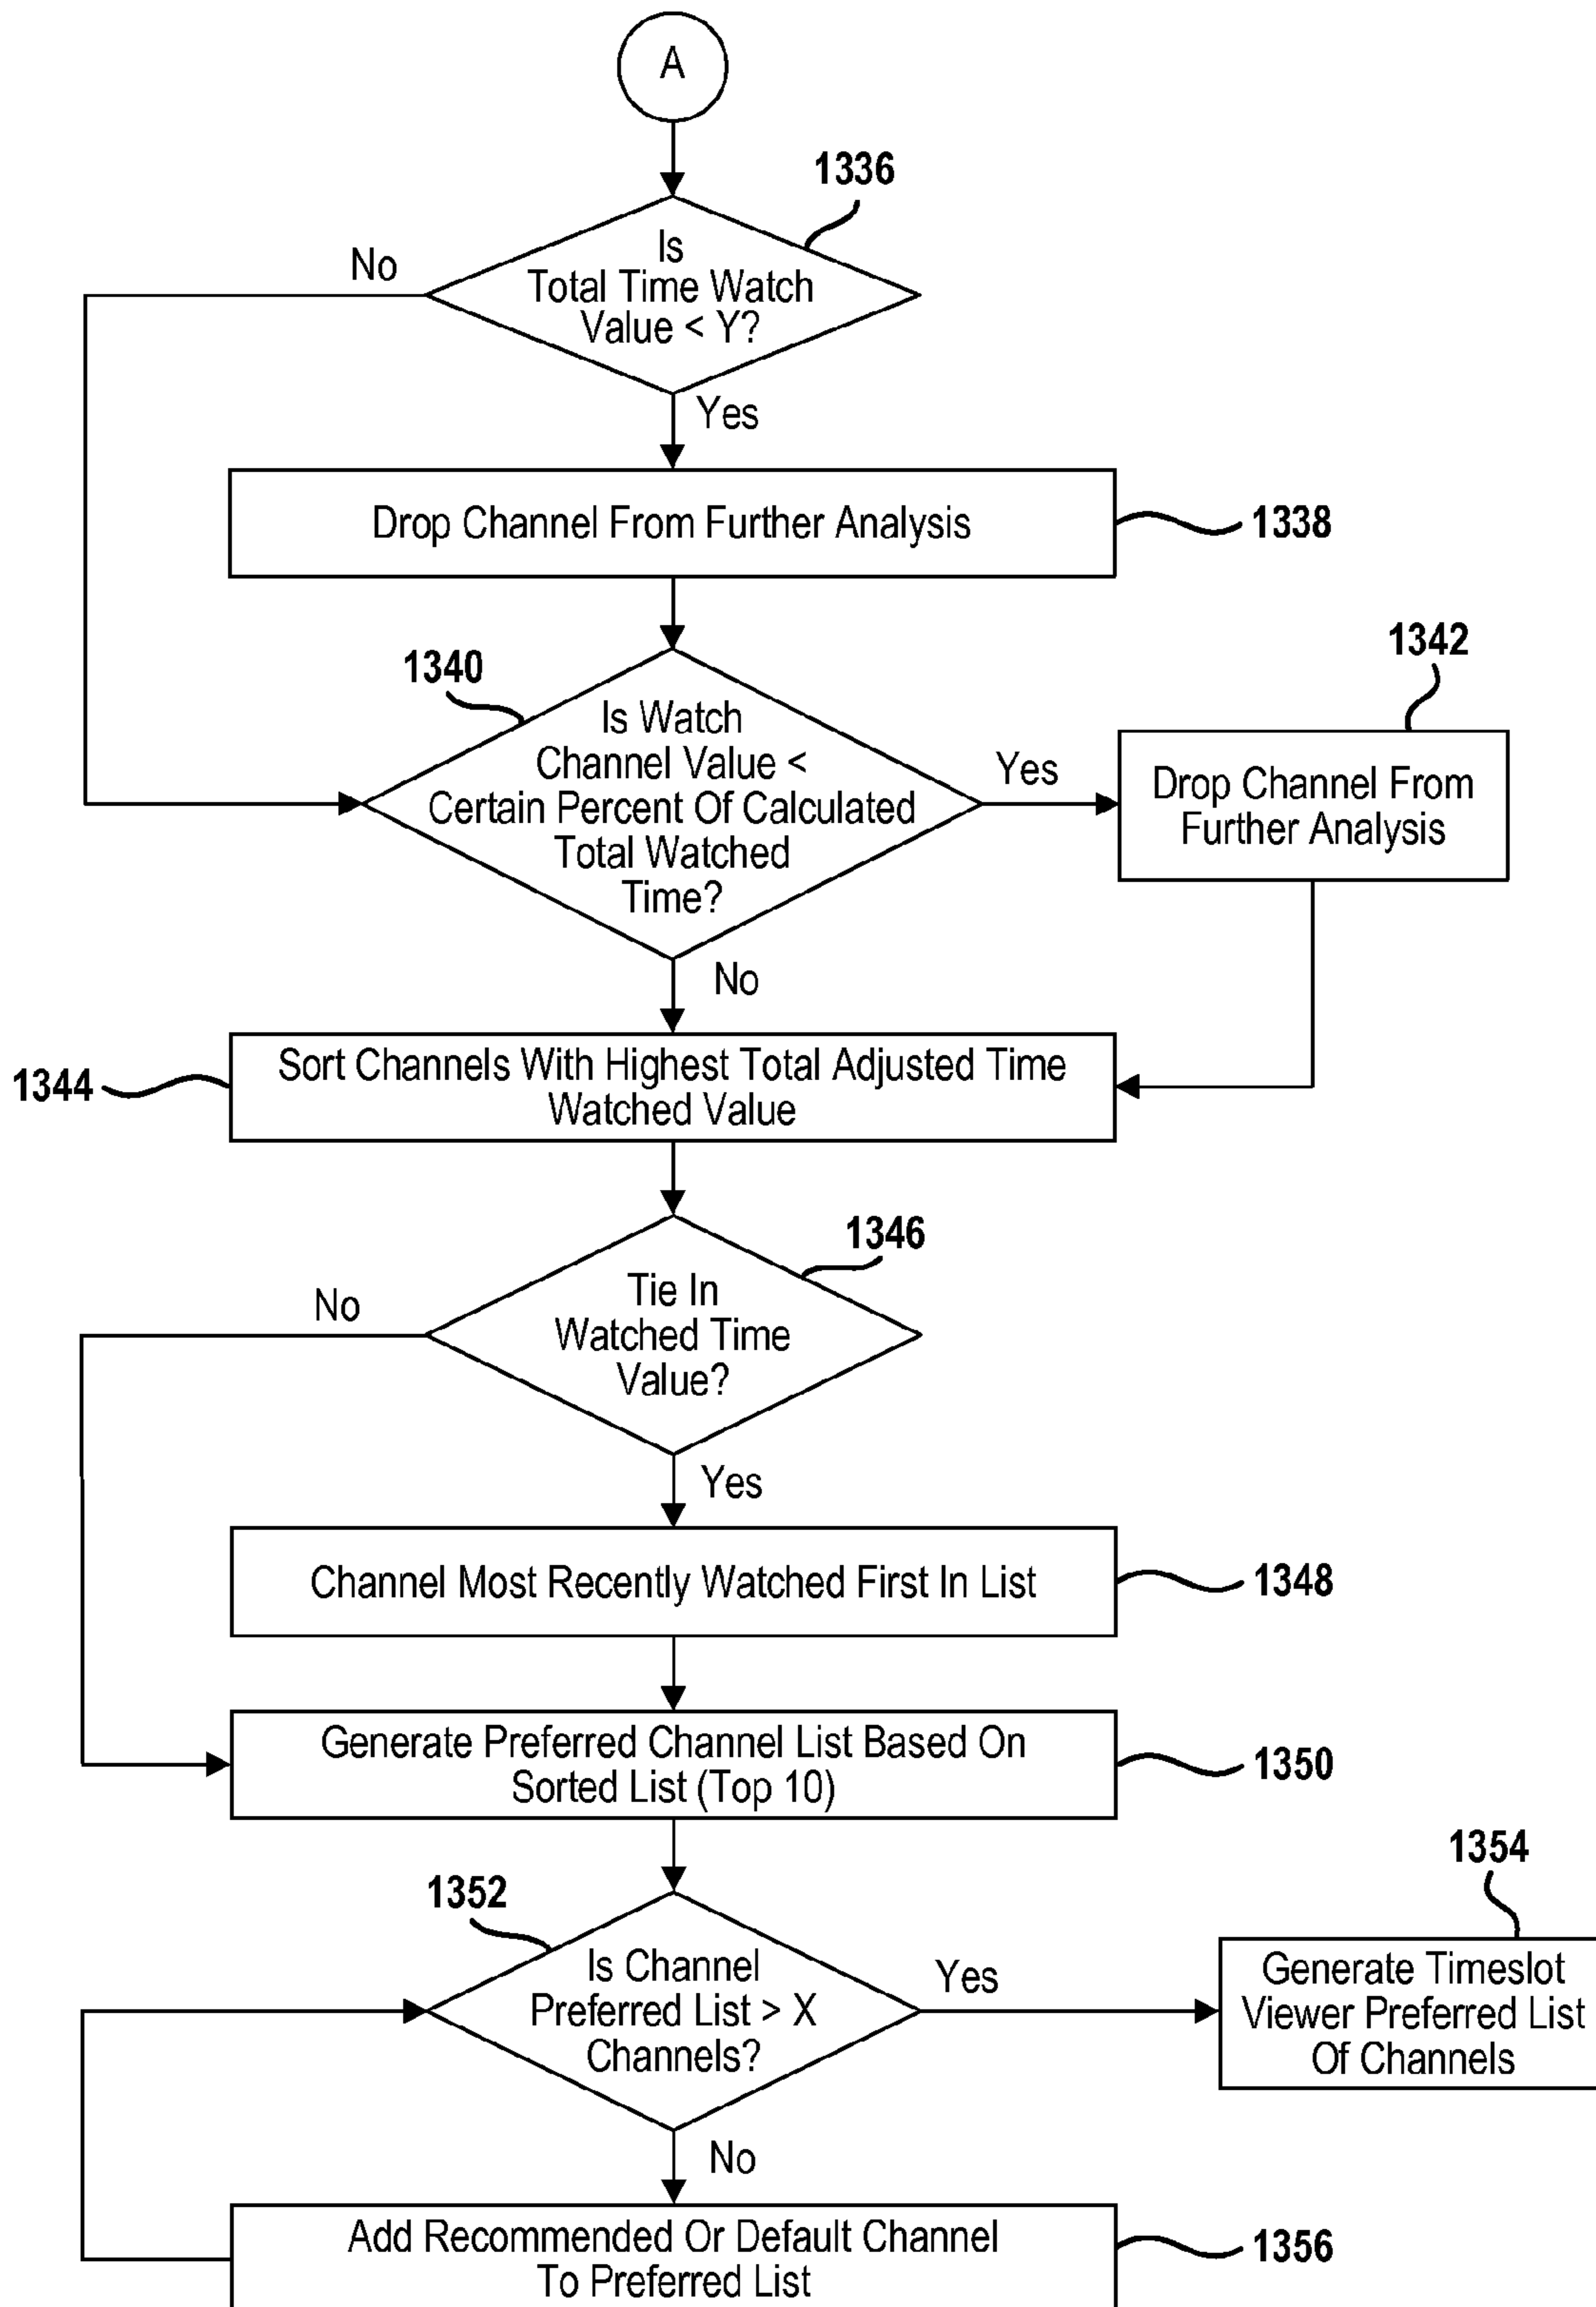 A
1336
Is
Total Time Watch
Value < Y?
No
Yes
Drop Channel From Further Analysis
1338
1340
Is Watch
Channel Value <
Certain Percent Of Calculated
Total Watched
Time?
Yes
1342
Drop Channel From
Further Analysis
No
1344
Sort Channels With Highest Total Adjusted Time
Watched Value
1346
Tie In
Watched Time
Value?
No
Yes
Channel Most Recently Watched First In List
1348
Generate Preferred Channel List Based On
Sorted List (Top 10)
1350
1352
Is Channel
Preferred List > X
Channels?
Yes
1354
Generate Timeslot
Viewer Preferred List
Of Channels
No
Add Recommended Or Default Channel
To Preferred List
1356